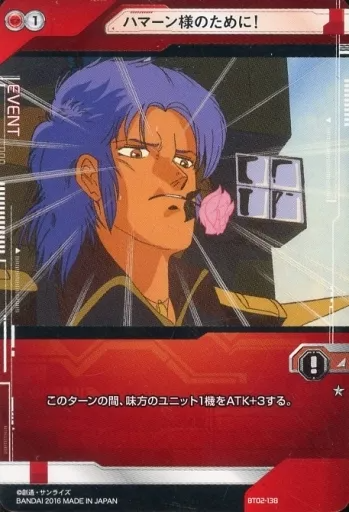 1
ハマーン様のために!
EVENT
このターンの間、味方のユニット1機をATK+3する。
©創通・サンライズ
BANDAI 2016 MADE IN JAPAN
BT02-138